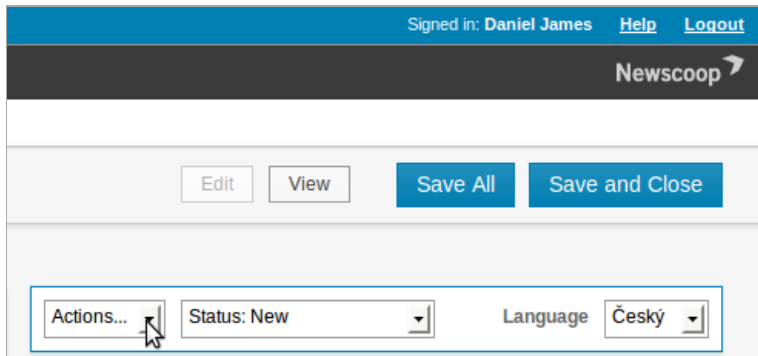 Signed in: Daniel James Help Logout
Newscoop
Edit View Save All Save and Close
Actions... Status: New Language Český